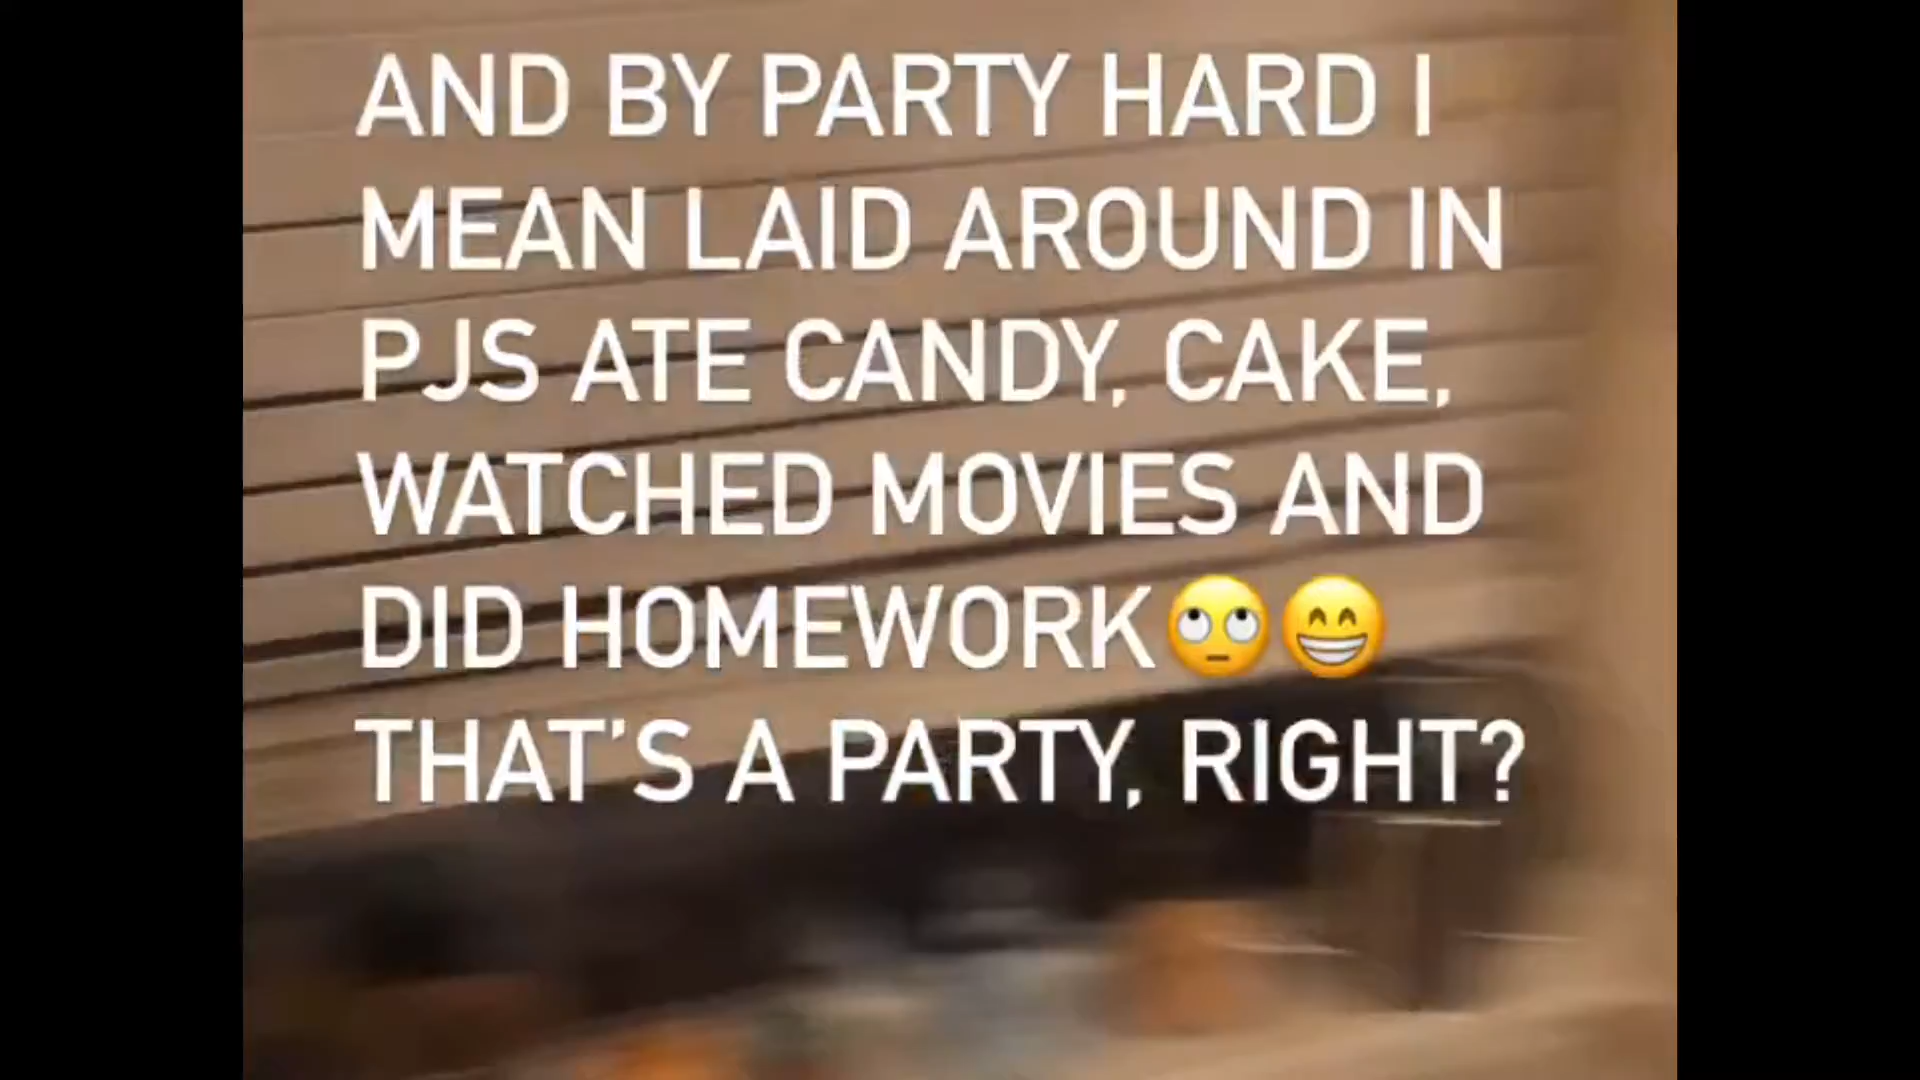 AND BY PARTY HARD I
MEAN LAID AROUND IN
PJS ATE CANDY, CAKE,
WATCHED MOVIES AND
DID HOMEWORK🙄😁
THAT'S A PARTY, RIGHT?